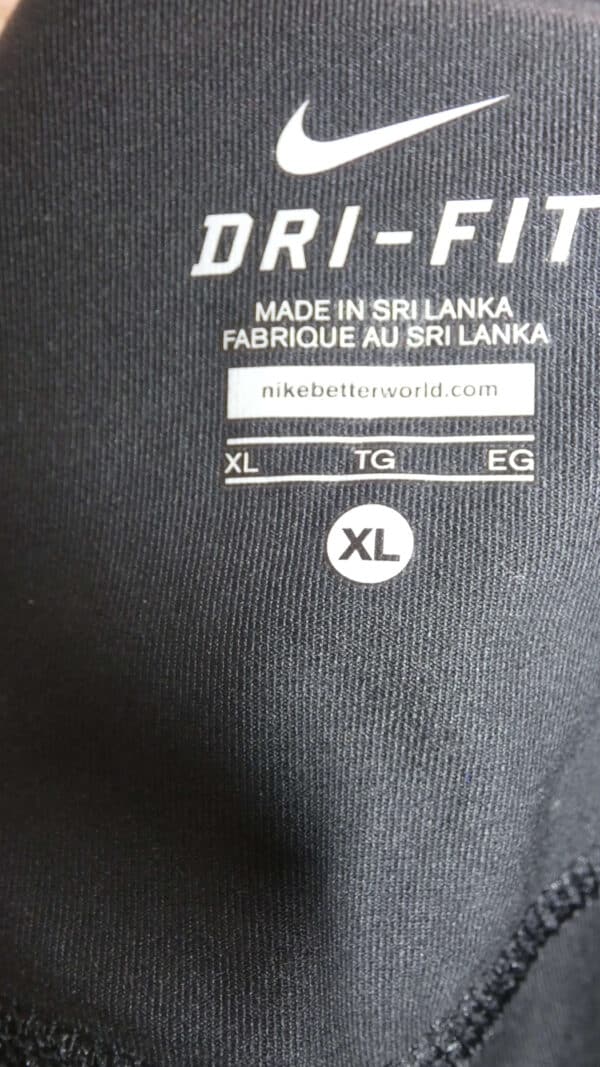 DRI-FIT
MADE IN SRI LANKA
FABRIQUE AU SRI LANKA
nikebetterworld.com
XL TG EG
XL